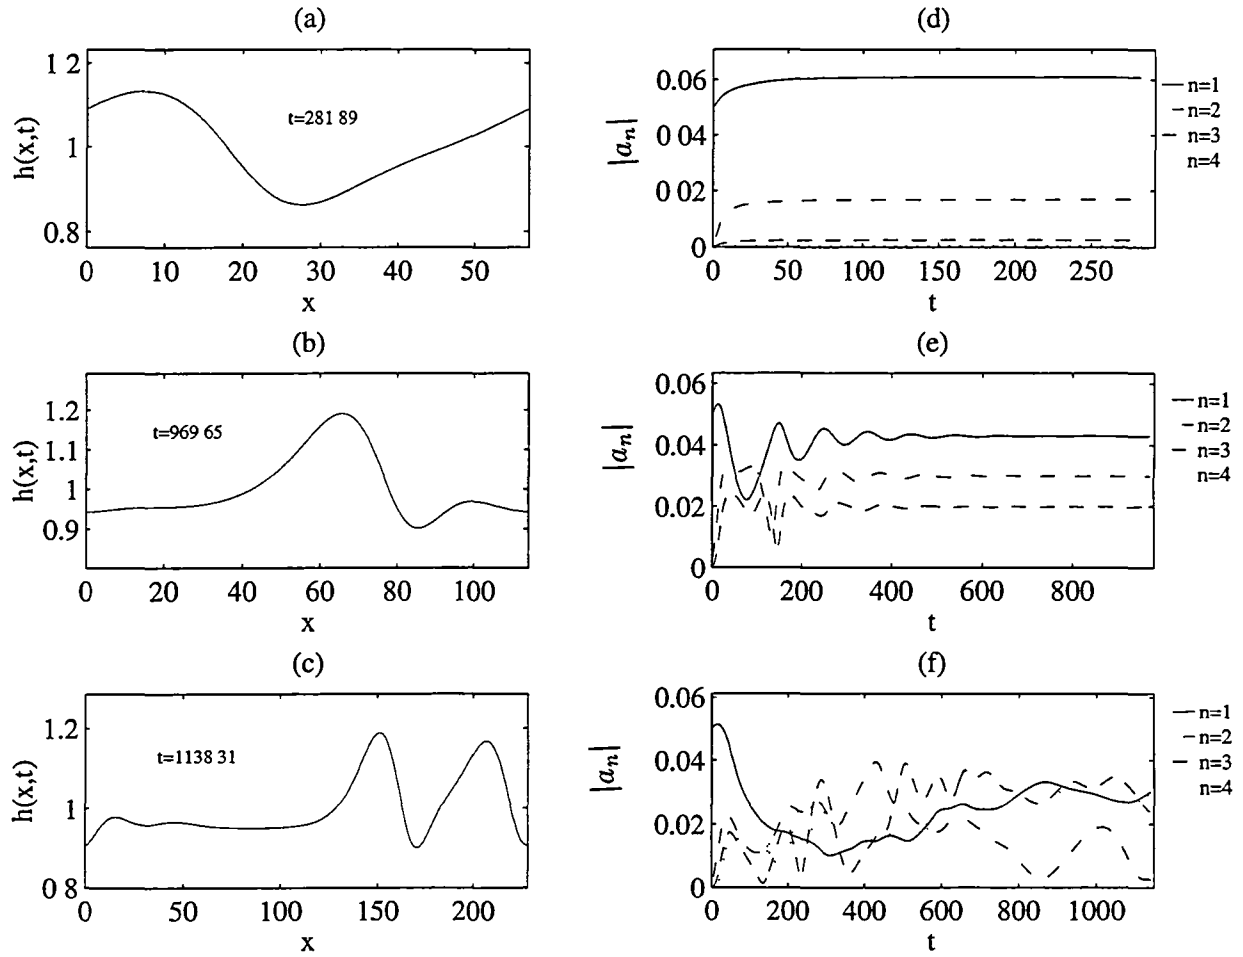 (a)
1 2
1
0.8
h(x,t)
t=281 89
0 10 20 30 40 50
x
(d)
0.06
0 04
0 02
0
|a_n|
0 50 100 150 200 250
t
n=1
n=2
n=3
n=4
(b)
1.2
1.1
1
0.9
h(x,t)
t=969 65
0 20 40 60 80 100
x
(e)
0.06
0.04
0.02
0
|a_n|
0 200 400 600 800
t
n=1
n=2
n=3
n=4
(c)
1.2
1
0 8
h(x,t)
t=1138 31
0 50 100 150 200
x
(f)
0.06
0.04
0.02
0
|a_n|
0 200 400 600 800 1000
t
n=1
n=2
n=3
n=4